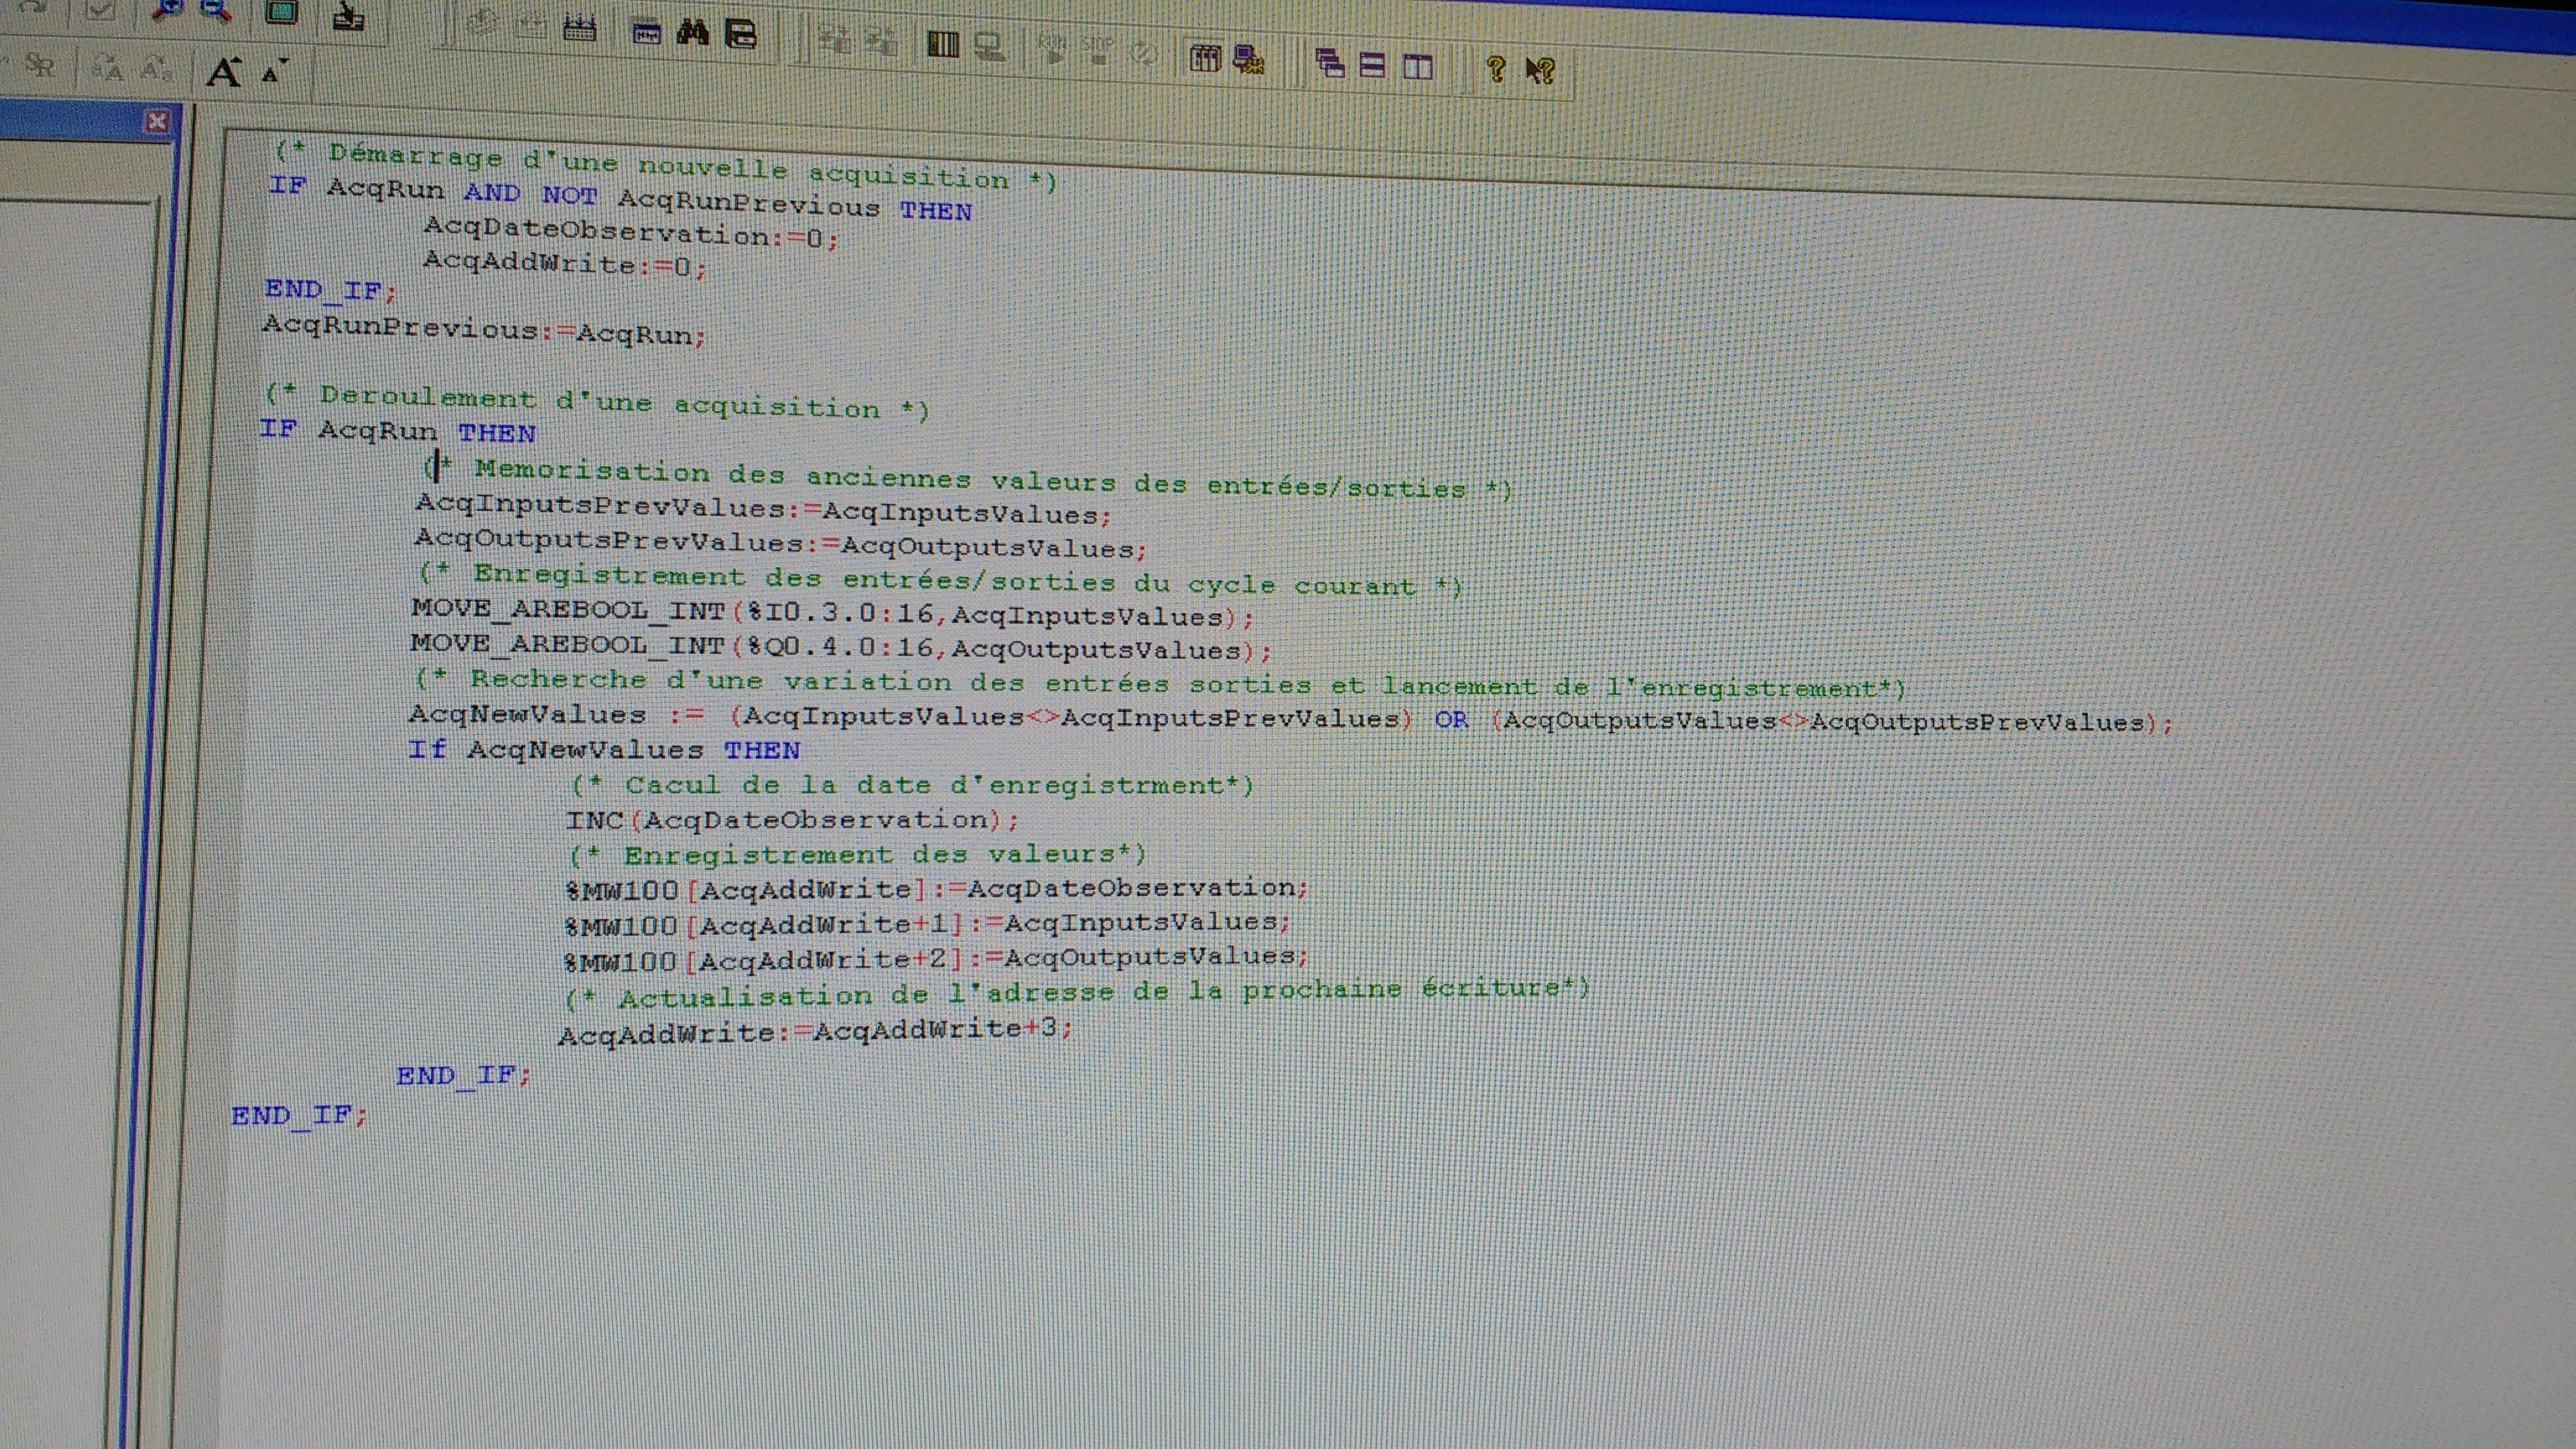 SR
A A
(* Démarrage d'une nouvelle acquisition *)
IF AcqRun AND NOT AcqRunPrevious THEN
AcqDateObservation:=0;
AcqAddWrite:=0;
END_IF;
AcqRunPrevious:=AcqRun;
(* Deroulement d'une acquisition *)
IF AcqRun THEN
(* Memorisation des anciennes valeurs des entrées/sorties *)
AcqInputsPrevValues:=AcqInputsValues;
AcqOutputsPrevValues:=AcqOutputsValues;
(* Enregistrement des entrées/sorties du cycle courant *)
MOVE_AREBOOL_INT(%I0.3.0:16,AcqInputsValues);
MOVE_AREBOOL_INT(%Q0.4.0:16,AcqOutputsValues);
(* Recherche d'une variation des entrées sorties et lancement de l'enregistrement*)
AcqNewValues := (AcqInputsValues<>AcqInputsPrevValues) OR (AcqOutputsValues<>AcqOutputsPrevValues);
If AcqNewValues THEN
(* Cacul de la date d'enregistrment*)
INC(AcqDateObservation);
(* Enregistrement des valeurs*)
%MW100[AcqAddWrite]:=AcqDateObservation;
%MW100[AcqAddWrite+1]:=AcqInputsValues;
%MW100[AcqAddWrite+2]:=AcqOutputsValues;
(* Actualisation de l'adresse de la prochaine écriture*)
AcqAddWrite:=AcqAddWrite+3;
END_IF;
END_IF;